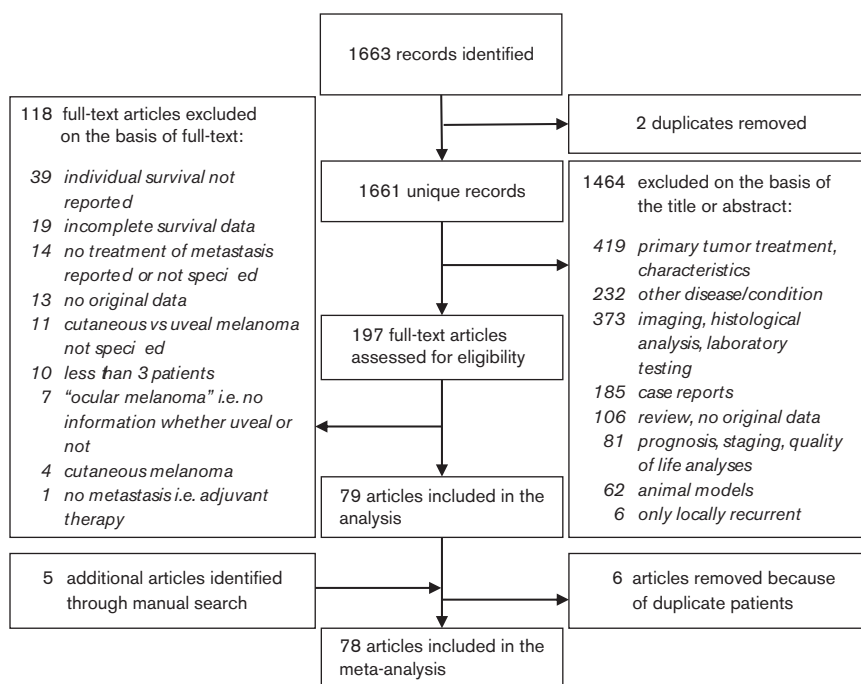 1663 records identified
2 duplicates removed
1661 unique records
1464 excluded on the basis of
the title or abstract:
419 primary tumor treatment,
characteristics
232 other disease/condition
373 imaging, histological
analysis, laboratory
testing
185 case reports
106 review, no original data
81 prognosis, staging, quality
of life analyses
62 animal models
6 only locally recurrent
197 full-text articles
assessed for eligibility
118 full-text articles excluded
on the basis of full-text:
39 individual survival not
reported
19 incomplete survival data
14 no treatment of metastasis
reported or not speci ed
13 no original data
11 cutaneous vs uveal melanoma
not speci ed
10 less than 3 patients
7 “ocular melanoma” i.e. no
information whether uveal or
not
4 cutaneous melanoma
1 no metastasis i.e. adjuvant
therapy
79 articles included in the
analysis
5 additional articles identified
through manual search
6 articles removed because
of duplicate patients
78 articles included in the
meta-analysis